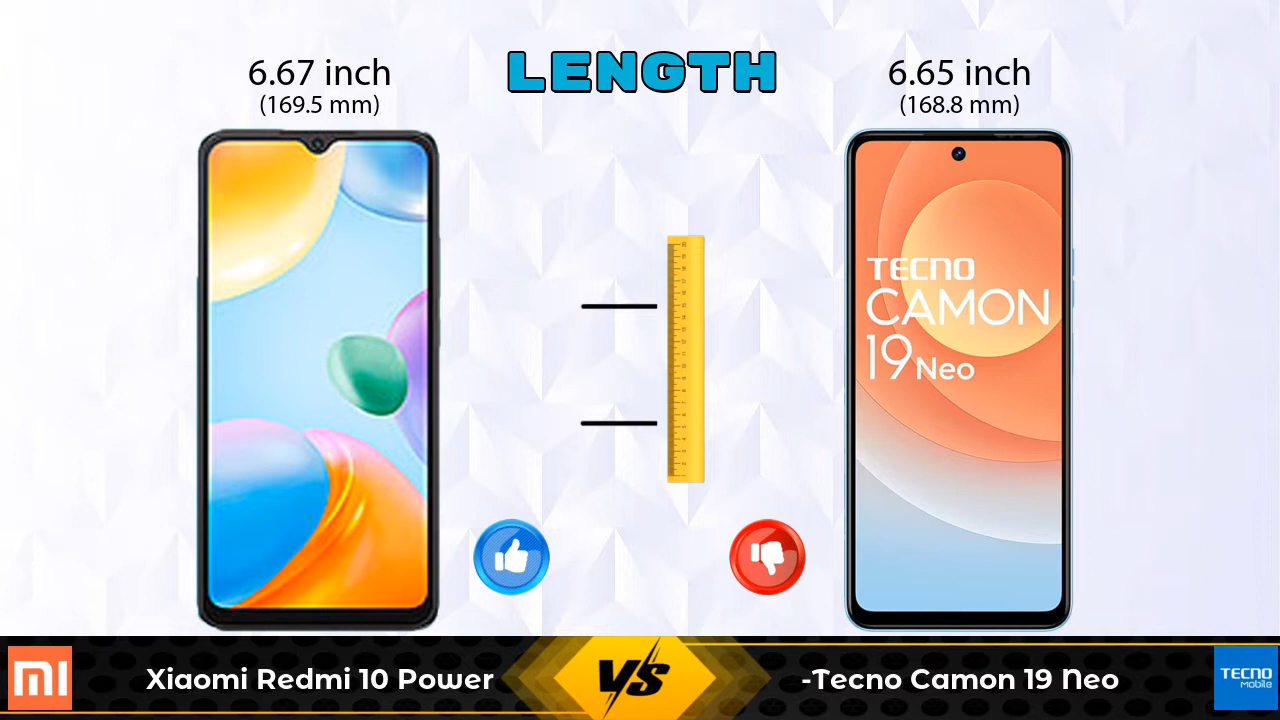 LENGTH
6.67 inch
(169.5 mm)
6.65 inch
(168.8 mm)
TECNO
CAMON
19 Neo
MI
Xiaomi Redmi 10 Power
VS
-Tecno Camon 19 Neo
TECNO
mobile